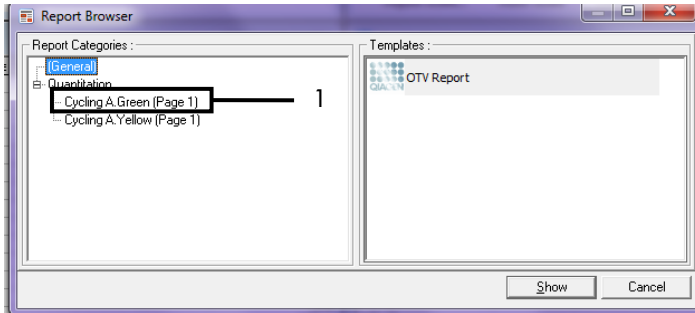 Report Browser
Report Categories :
Templates :
(General)
Quantitation
Cycling A.Green (Page 1)
Cycling A.Yellow (Page 1)
1
QIAGEN
OTV Report
Show
Cancel